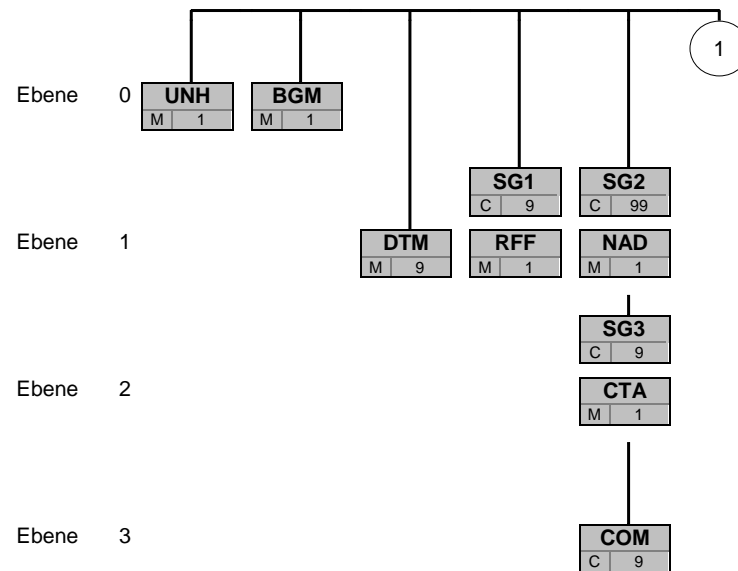 1
Ebene 0 UNH BGM
M 1 M 1
SG1 SG2
C 9 C 99
Ebene 1 DTM RFF NAD
M 9 M 1 M 1
SG3
C 9
Ebene 2 CTA
M 1
Ebene 3 COM
C 9